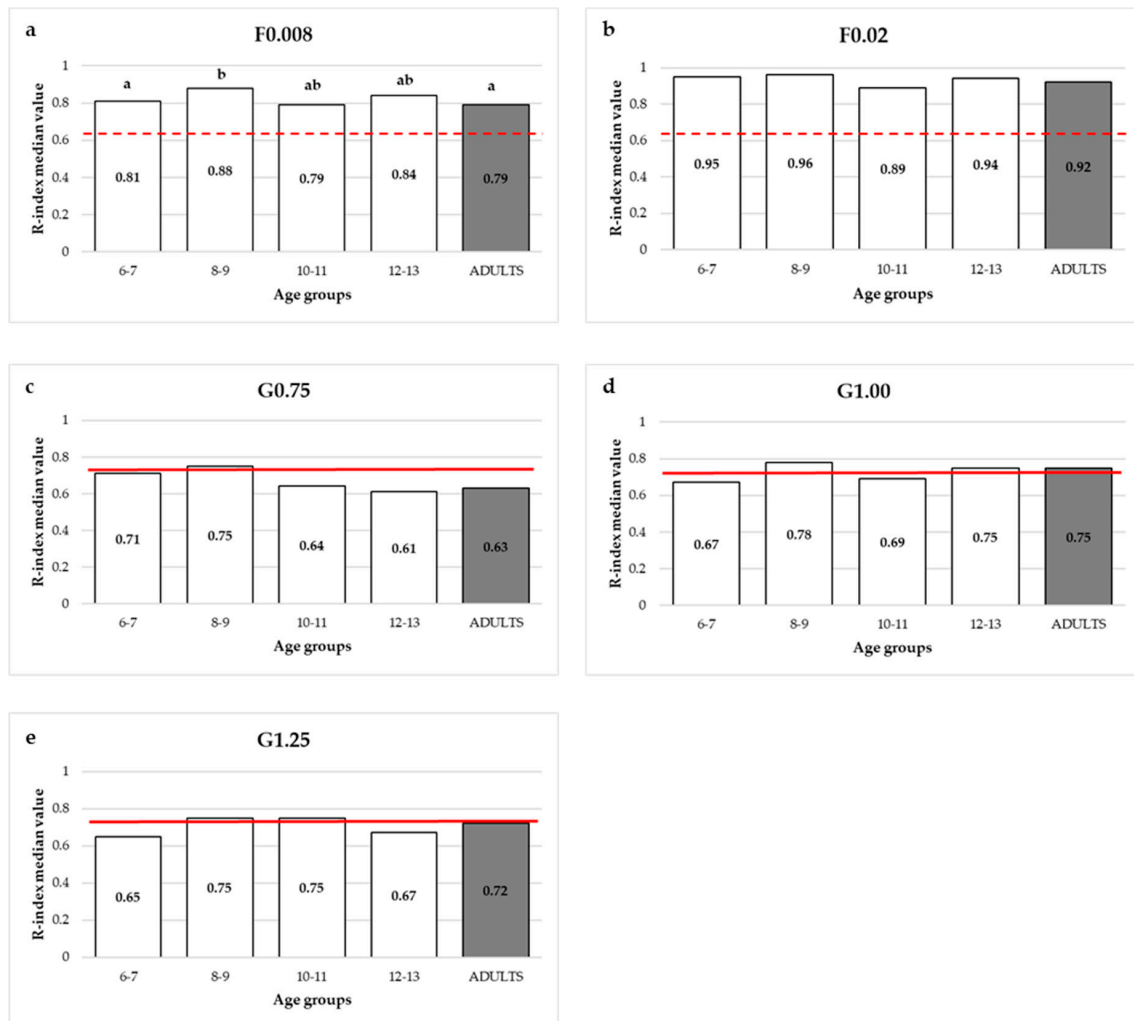 a
F0.008
R-index median value
1
0.8
0.6
0.4
0.2
0
a b ab ab a
0.81 0.88 0.79 0.84 0.79
6-7 8-9 10-11 12-13 ADULTS
Age groups
b
F0.02
R-index median value
1
0.8
0.6
0.4
0.2
0
0.95 0.96 0.89 0.94 0.92
6-7 8-9 10-11 12-13 ADULTS
Age groups
c
G0.75
R-index median value
1
0.8
0.6
0.4
0.2
0
0.71 0.75 0.64 0.61 0.63
6-7 8-9 10-11 12-13 ADULTS
Age groups
d
G1.00
R-index median value
1
0.8
0.6
0.4
0.2
0
0.67 0.78 0.69 0.75 0.75
6-7 8-9 10-11 12-13 ADULTS
Age groups
e
G1.25
R-index median value
1
0.8
0.6
0.4
0.2
0
0.65 0.75 0.75 0.67 0.72
6-7 8-9 10-11 12-13 ADULTS
Age groups